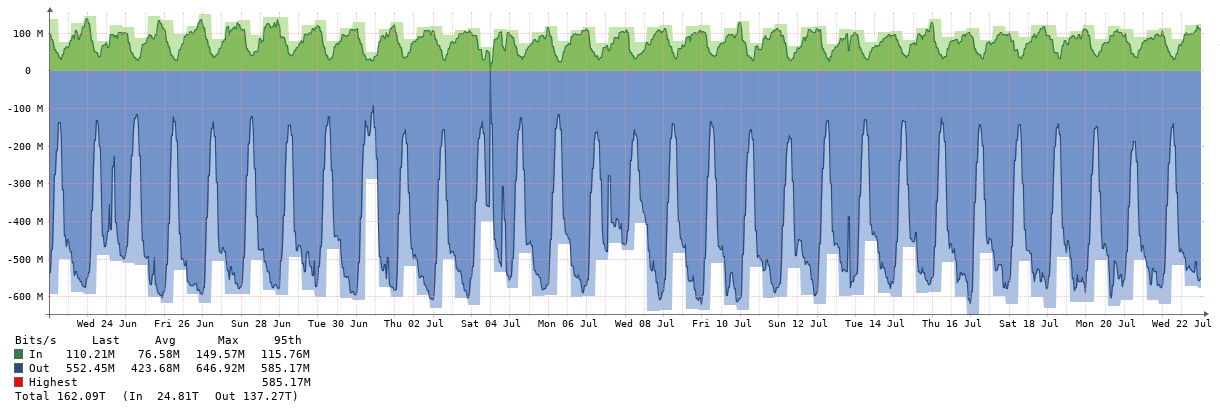 100 M
0
-100 M
-200 M
-300 M
-400 M
-500 M
-600 M
Wed 24 Jun Fri 26 Jun Sun 28 Jun Tue 30 Jun Thu 02 Jul Sat 04 Jul Mon 06 Jul Wed 08 Jul Fri 10 Jul Sun 12 Jul Tue 14 Jul Thu 16 Jul Sat 18 Jul Mon 20 Jul Wed 22 Jul
Bits/s Last Avg Max 95th
In 110.21M 76.58M 149.57M 115.76M
Out 552.45M 423.68M 646.92M 585.17M
Highest 585.17M
Total 162.09T (In 24.81T Out 137.27T)